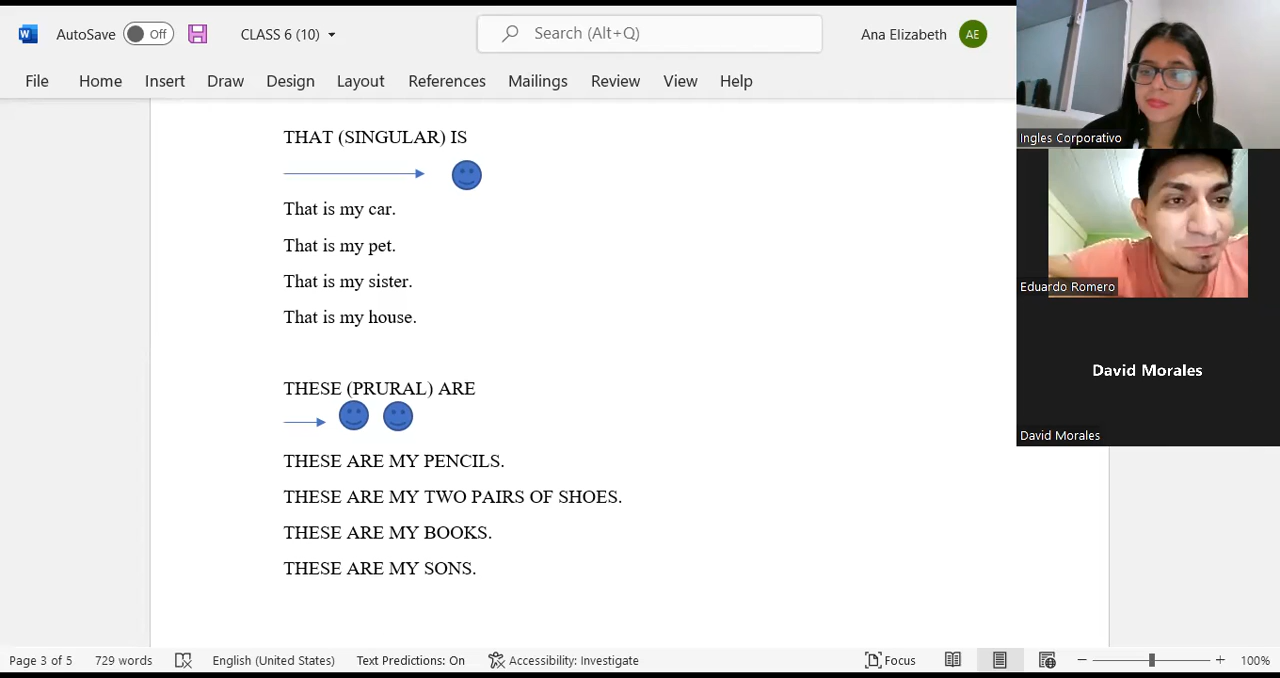 AutoSave Off CLASS 6 (10) Search (Alt+Q) Ana Elizabeth AE
File Home Insert Draw Design Layout References Mailings Review View Help
THAT (SINGULAR) IS
That is my car.
That is my pet.
That is my sister.
That is my house.
THESE (PRURAL) ARE
THESE ARE MY PENCILS.
THESE ARE MY TWO PAIRS OF SHOES.
THESE ARE MY BOOKS.
THESE ARE MY SONS.
Ingles Corporativo
Eduardo Romero
David Morales
David Morales
Page 3 of 5 729 words English (United States) Text Predictions: On Accessibility: Investigate Focus 100%